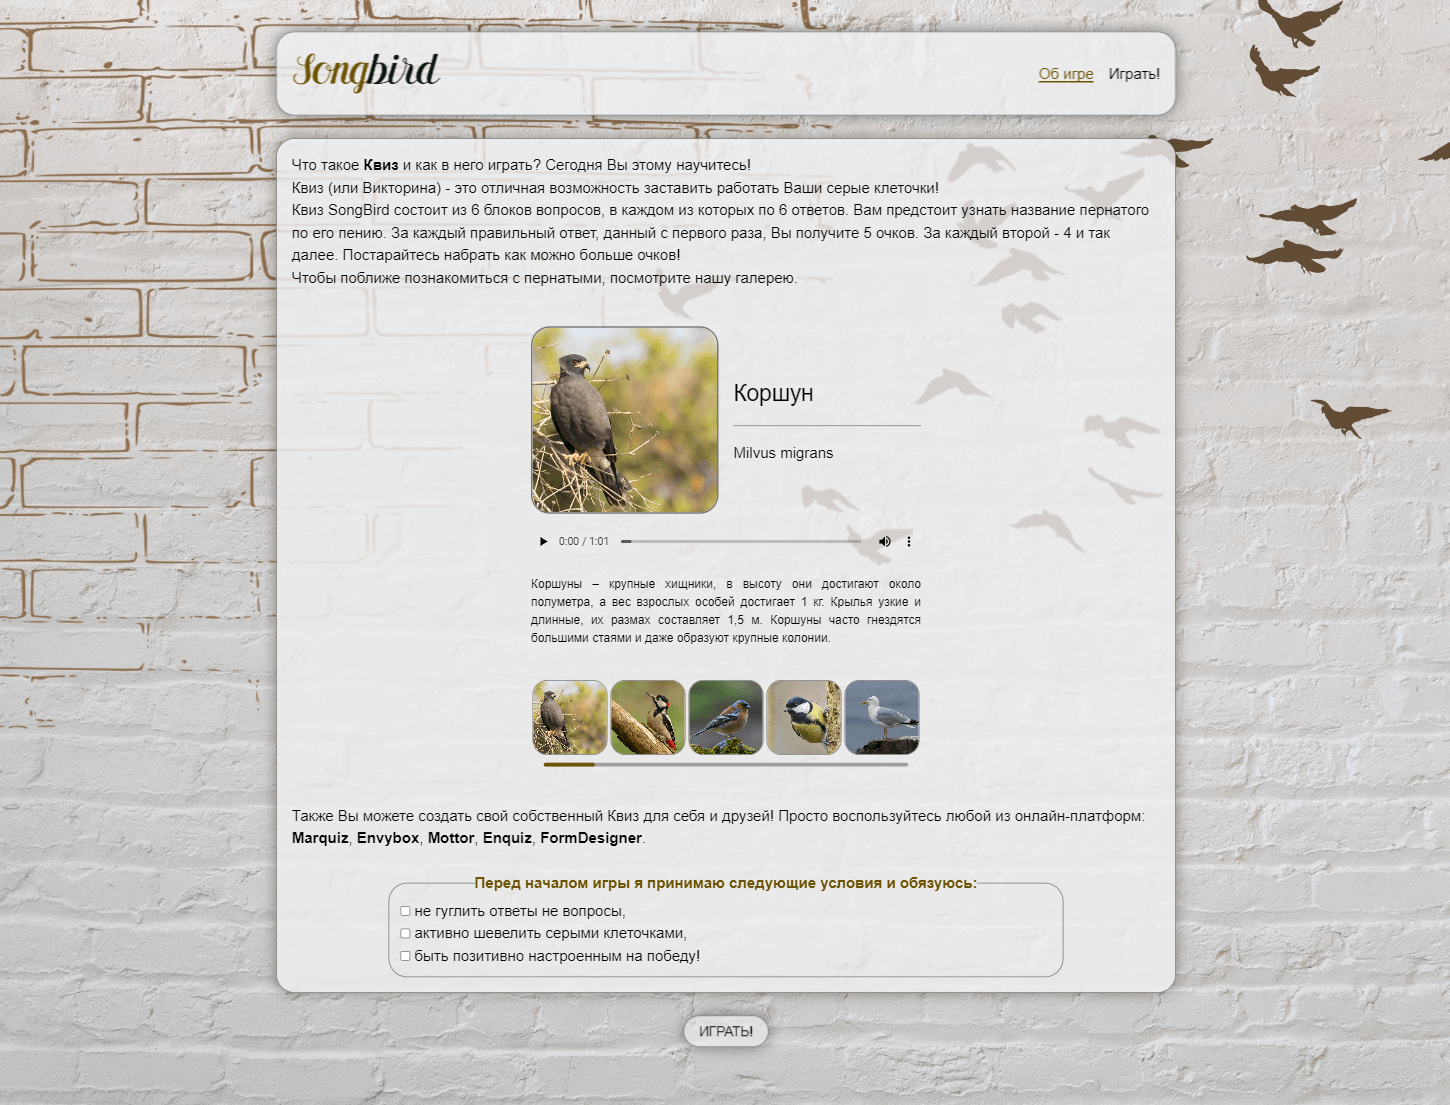 Songbird
Об игре Играть!
Что такое Квиз и как в него играть? Сегодня Вы этому научитесь!
Квиз (или Викторина) - это отличная возможность заставить работать Ваши серые клеточки!
Квиз SongBird состоит из 6 блоков вопросов, в каждом из которых по 6 ответов. Вам предстоит узнать название пернатого
по его пению. За каждый правильный ответ, данный с первого раза, Вы получите 5 очков. За каждый второй - 4 и так
далее. Постарайтесь набрать как можно больше очков!
Чтобы поближе познакомиться с пернатыми, посмотрите нашу галерею.
Коршун
Milvus migrans
0:00 / 1:01
Коршуны – крупные хищники, в высоту они достигают около
полуметра, а вес взрослых особей достигает 1 кг. Крылья узкие и
длинные, их размах составляет 1,5 м. Коршуны часто гнездятся
большими стаями и даже образуют крупные колонии.
Также Вы можете создать свой собственный Квиз для себя и друзей! Просто воспользуйтесь любой из онлайн-платформ:
Marquiz, Envybox, Mottor, Enquiz, FormDesigner.
Перед началом игры я принимаю следующие условия и обязуюсь:
не гуглить ответы не вопросы,
активно шевелить серыми клеточками,
быть позитивно настроенным на победу!
ИГРАТЬ!